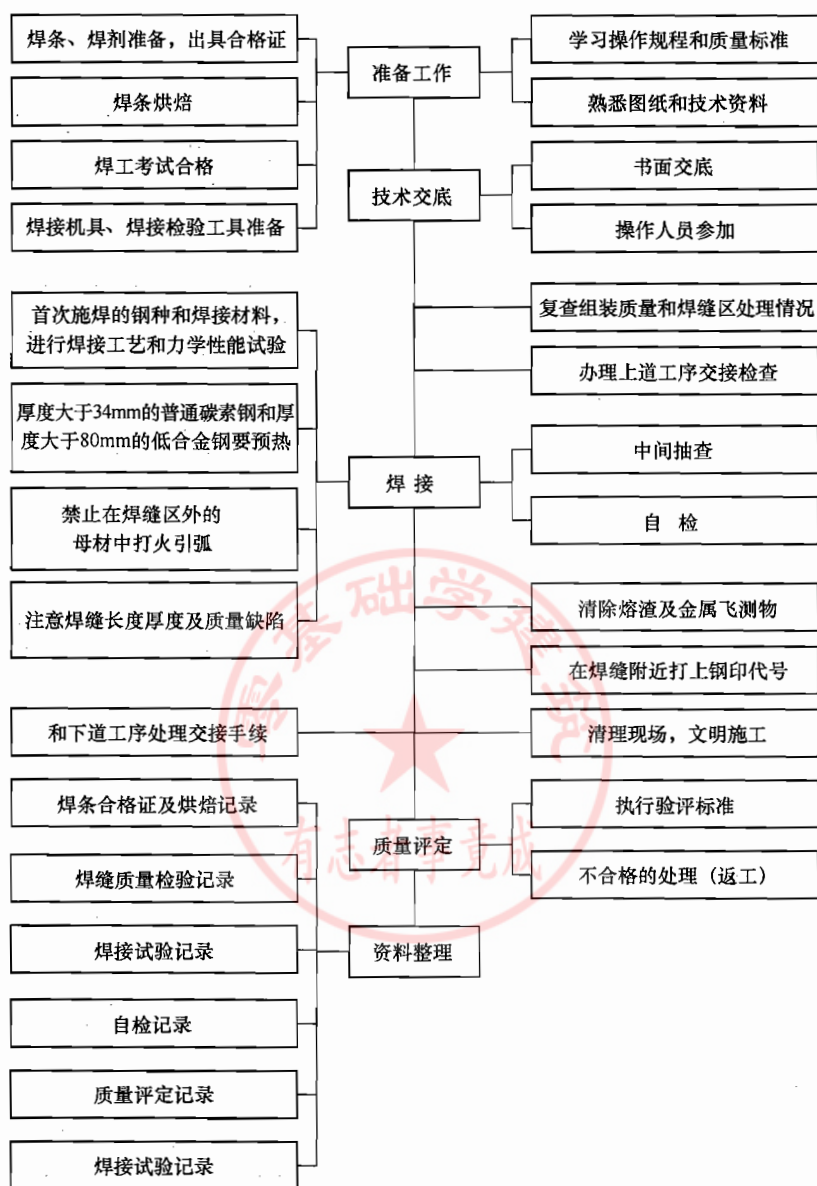 焊条、焊剂准备，出具合格证
准备工作
学习操作规程和质量标准
焊条烘焙
熟悉图纸和技术资料
焊工考试合格
技术交底
书面交底
焊接机具、焊接检验工具准备
操作人员参加
首次施焊的钢种和焊接材料，
进行焊接工艺和力学性能试验
复查组装质量和焊缝区处理情况
办理上道工序交接检查
厚度大于34mm的普通碳素钢和厚
度大于80mm的低合金钢要预热
焊接
中间抽查
禁止在焊缝区外的
母材中打火引弧
自 检
注意焊缝长度厚度及质量缺陷
清除熔渣及金属飞测物
在焊缝附近打上钢印代号
和下道工序处理交接手续
清理现场，文明施工
焊条合格证及烘焙记录
质量评定
执行验评标准
焊缝质量检验记录
不合格的处理（返工）
焊接试验记录
资料整理
自检记录
质量评定记录
焊接试验记录
零基础学建筑
有志者事竟成